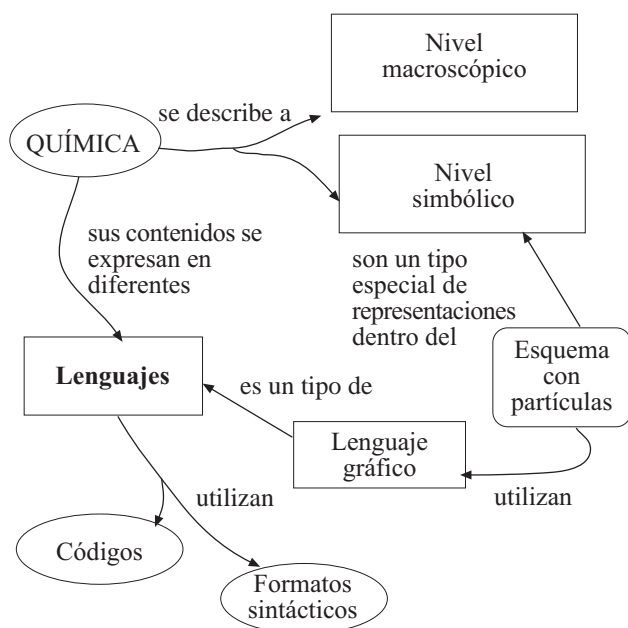 Nivel
macroscópico
se describe a
QUÍMICA
Nivel
simbólico
sus contenidos se
expresan en
diferentes
son un tipo
especial de
representaciones
dentro del
Esquema
con
partículas
Lenguajes
es un tipo de
Lenguaje
gráfico
utilizan
utilizan
Códigos
Formatos
sintácticos